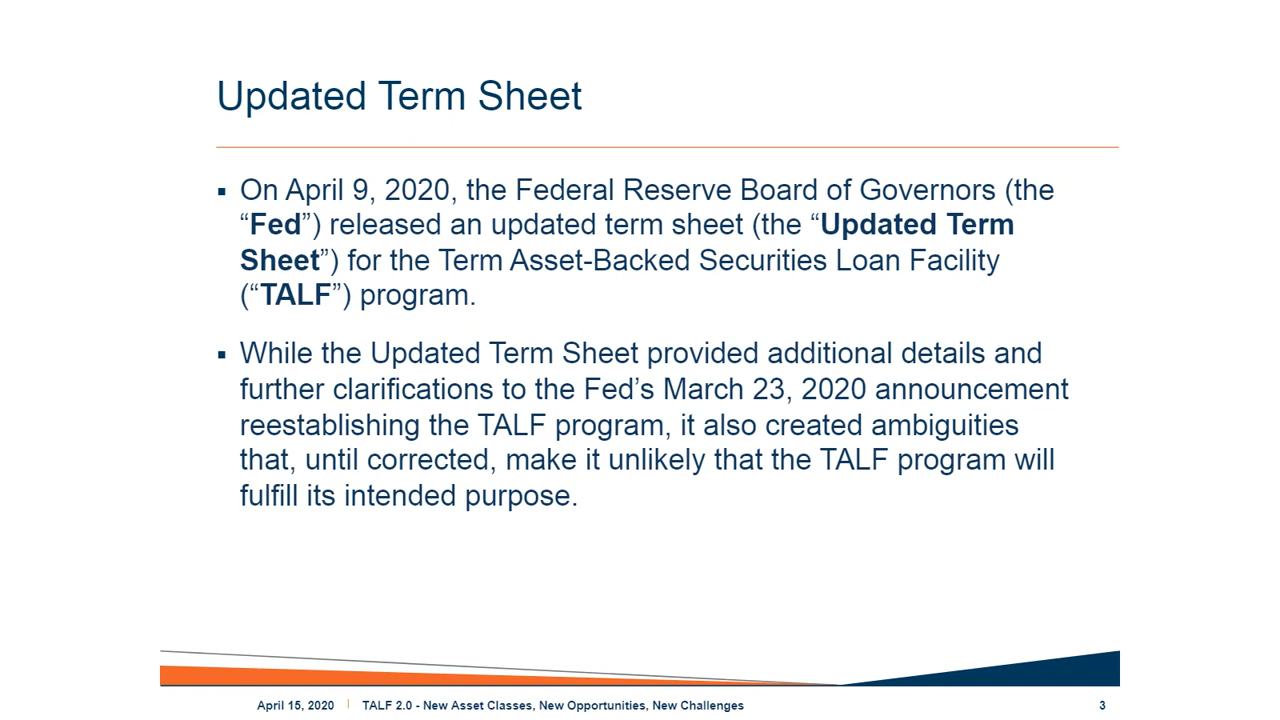 Updated Term Sheet
▪ On April 9, 2020, the Federal Reserve Board of Governors (the
“Fed”) released an updated term sheet (the “Updated Term
Sheet”) for the Term Asset-Backed Securities Loan Facility
(“TALF”) program.
▪ While the Updated Term Sheet provided additional details and
further clarifications to the Fed’s March 23, 2020 announcement
reestablishing the TALF program, it also created ambiguities
that, until corrected, make it unlikely that the TALF program will
fulfill its intended purpose.
April 15, 2020 | TALF 2.0 - New Asset Classes, New Opportunities, New Challenges 3